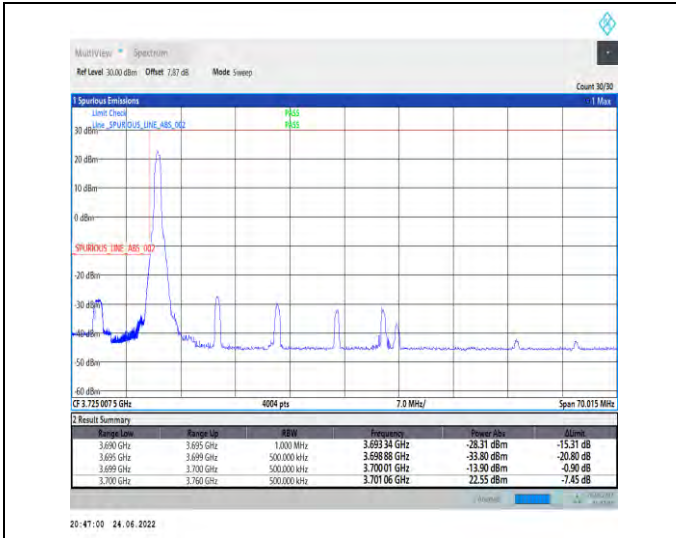 MultiView Spectrum
Ref Level 30.00 dBm Offset 7.87 dB Mode Sweep
Count 30/30
1 Spurious Emissions 1 Max
Limit Check PASS
Line _SPURIOUS_LINE_ABS_002 PASS
30 dBm
20 dBm
10 dBm
0 dBm
_SPURIOUS_LINE_ABS_002
-20 dBm
-30 dBm
-40 dBm
-50 dBm
-60 dBm
CF 3.725 007 5 GHz 4004 pts 7.0 MHz/ Span 70.015 MHz
2 Result Summary
Range Low Range Up RBW Frequency Power Abs ΔLimit
3.690 GHz 3.695 GHz 1.000 MHz 3.693 34 GHz -28.31 dBm -15.31 dB
3.695 GHz 3.699 GHz 500.000 kHz 3.698 88 GHz -33.80 dBm -20.80 dB
3.699 GHz 3.700 GHz 500.000 kHz 3.700 01 GHz -13.90 dBm -0.90 dB
3.700 GHz 3.760 GHz 500.000 kHz 3.701 06 GHz 22.55 dBm -7.45 dB
20:47:00 24.06.2022